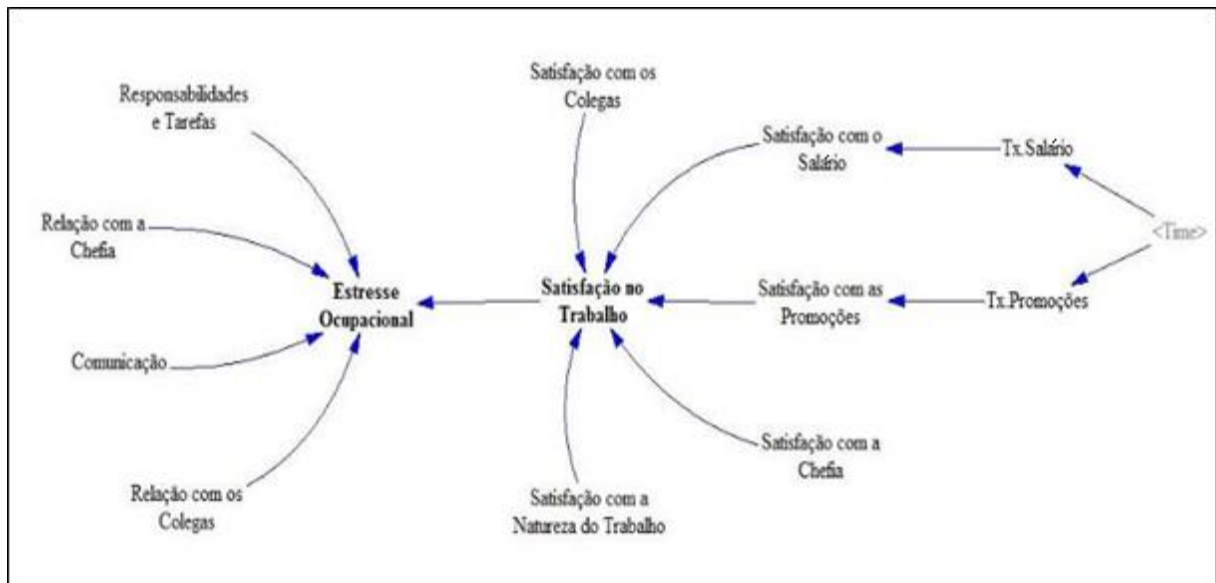 Responsabilidades
e Tarefas
Relação com a
Chefia
Comunicação
Relação com os
Colegas
Estresse
Ocupacional
Satisfação com os
Colegas
Satisfação no
Trabalho
Satisfação com a
Natureza do Trabalho
Satisfação com o
Salário
Satisfação com as
Promoções
Satisfação com a
Chefia
Tx.Salário
Tx.Promoções
<Time>